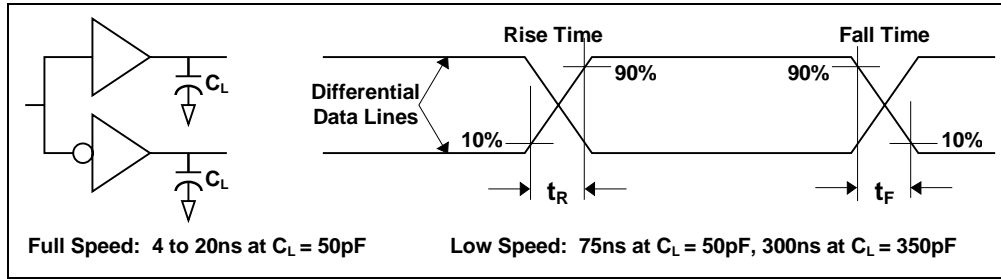 Rise Time
Fall Time
C_L
90%
90%
Differential
Data Lines
10%
10%
C_L
t_R
t_F
Full Speed: 4 to 20ns at C_L = 50pF
Low Speed: 75ns at C_L = 50pF, 300ns at C_L = 350pF